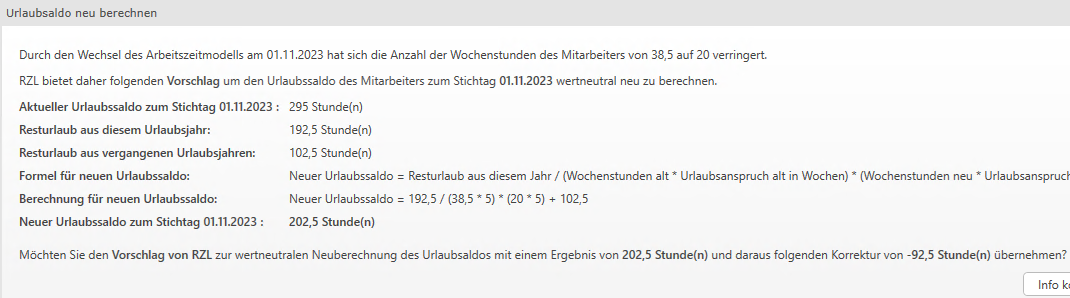 Urlaubsaldo neu berechnen
Durch den Wechsel des Arbeitszeitmodells am 01.11.2023 hat sich die Anzahl der Wochenstunden des Mitarbeiters von 38,5 auf 20 verringert.
RZL bietet daher folgenden Vorschlag um den Urlaubssaldo des Mitarbeiters zum Stichtag 01.11.2023 wertneutral neu zu berechnen.
Aktueller Urlaubssaldo zum Stichtag 01.11.2023 : 295 Stunde(n)
Resturlaub aus diesem Urlaubsjahr: 192,5 Stunde(n)
Resturlaub aus vergangenen Urlaubsjahren: 102,5 Stunde(n)
Formel für neuen Urlaubssaldo: Neuer Urlaubssaldo = Resturlaub aus diesem Jahr / (Wochenstunden alt * Urlaubsanspruch alt in Wochen) * (Wochenstunden neu * Urlaubsanspruch
Berechnung für neuen Urlaubssaldo: Neuer Urlaubssaldo = 192,5 / (38,5 * 5) * (20 * 5) + 102,5
Neuer Urlaubssaldo zum Stichtag 01.11.2023 : 202,5 Stunde(n)
Möchten Sie den Vorschlag von RZL zur wertneutralen Neuberechnung des Urlaubsaldos mit einem Ergebnis von 202,5 Stunde(n) und daraus folgenden Korrektur von -92,5 Stunde(n) übernehmen?
Info k